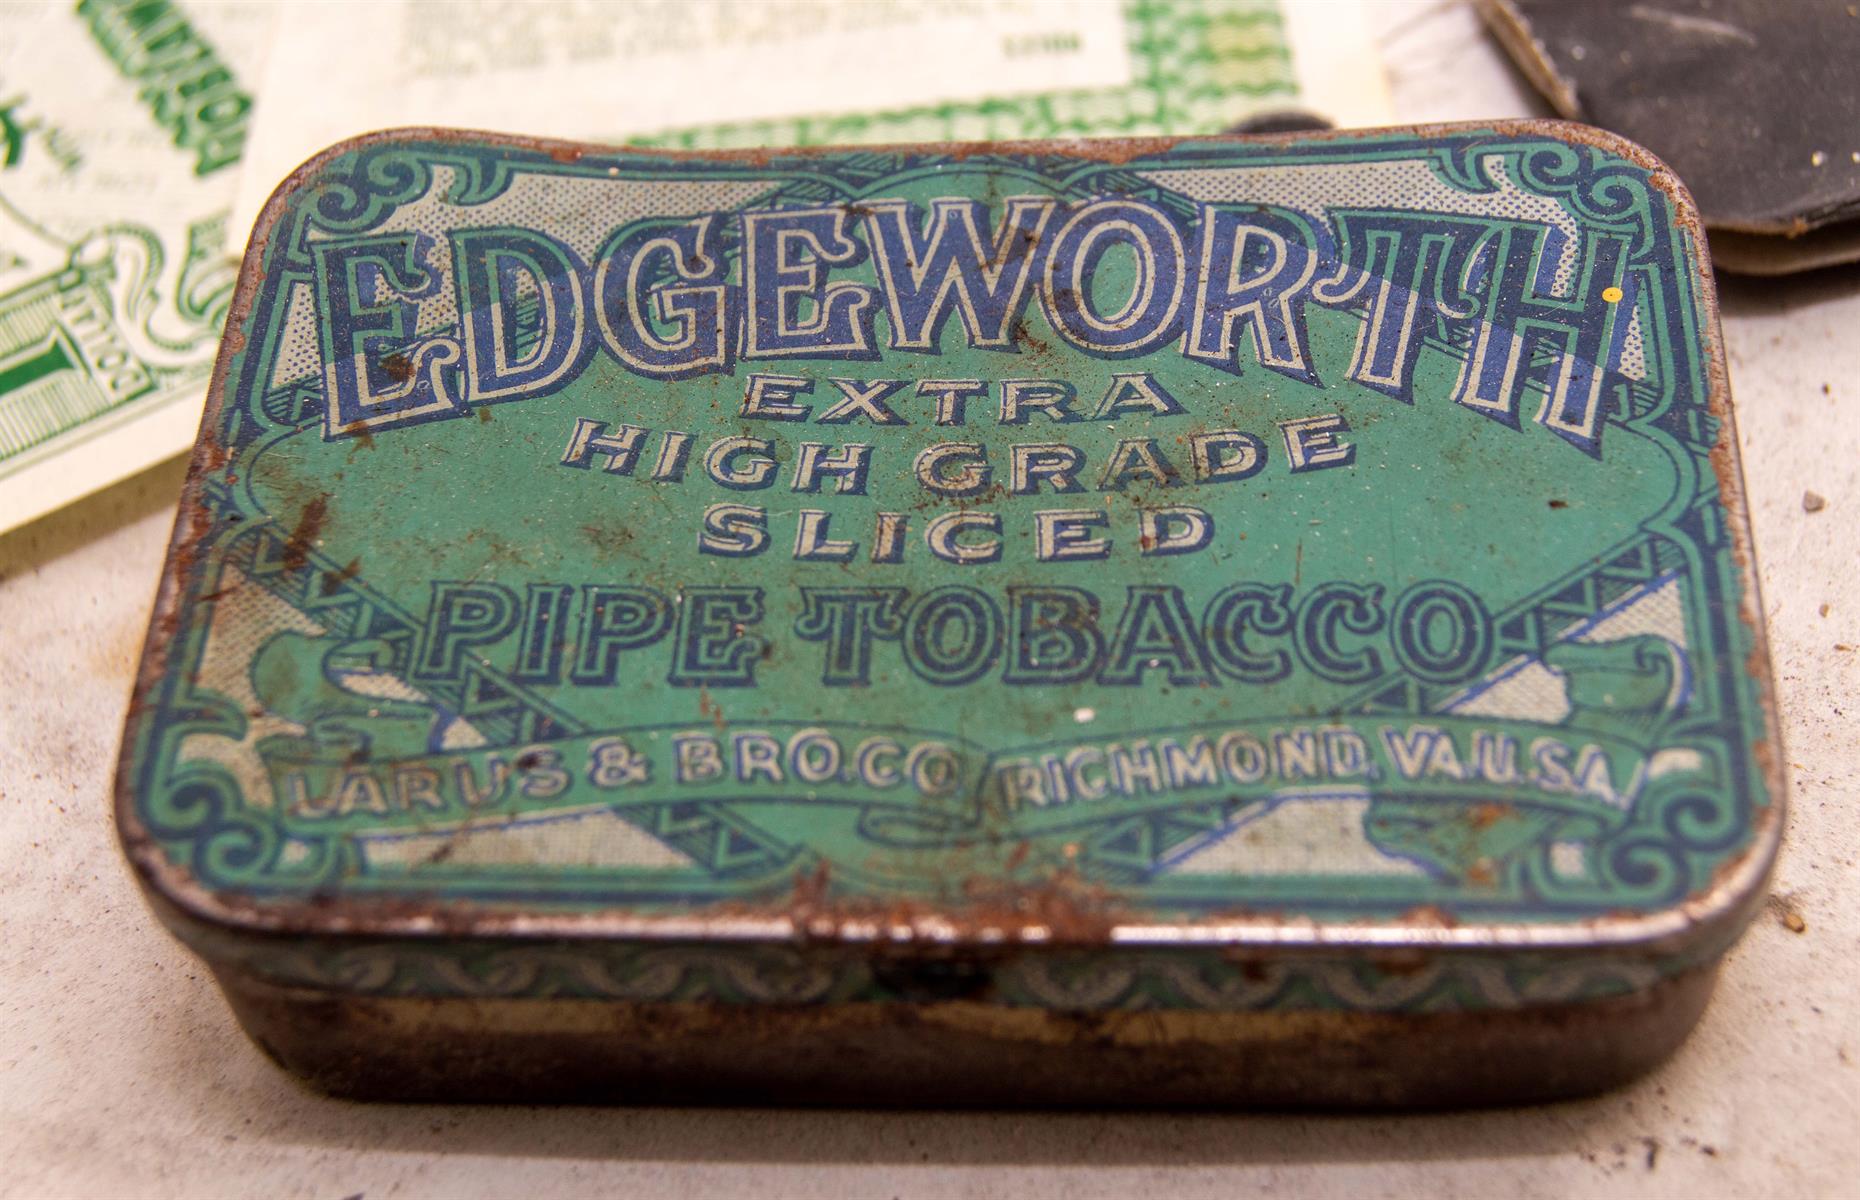 EDGEWORTH
EXTRA
HIGH GRADE
SLICED
PIPE TOBACCO
LARUS & BRO.CO. RICHMOND, VA.U.S.A.